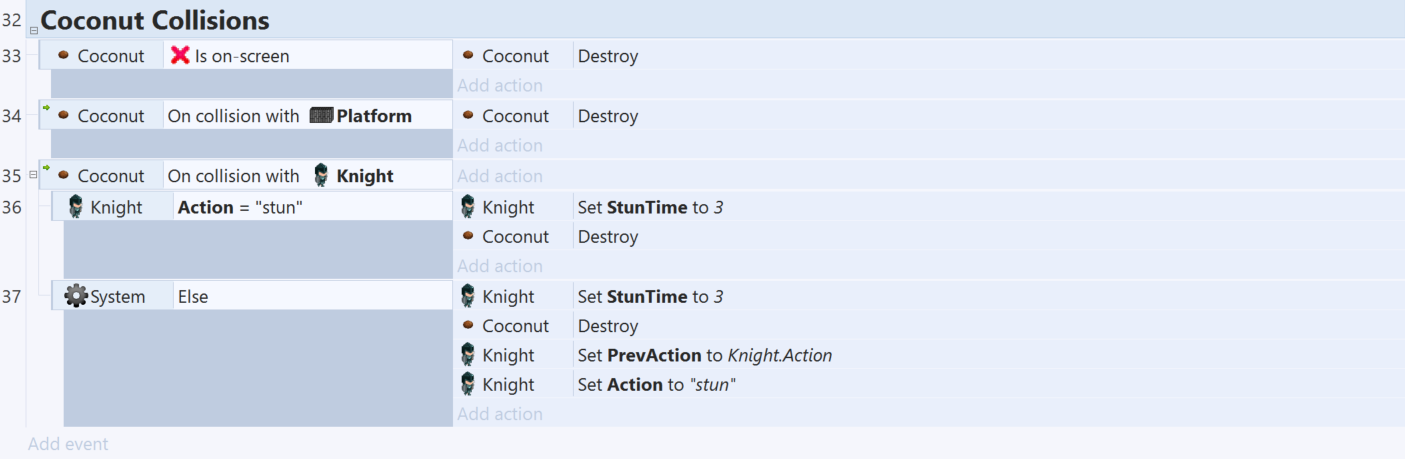 32 Coconut Collisions
33 Coconut Is on-screen Coconut Destroy
Add action
34 Coconut On collision with Platform Coconut Destroy
Add action
35 Coconut On collision with Knight Add action
36 Knight Action = "stun" Knight Set StunTime to 3
Coconut Destroy
Add action
37 System Else Knight Set StunTime to 3
Coconut Destroy
Knight Set PrevAction to Knight.Action
Knight Set Action to "stun"
Add action
Add event